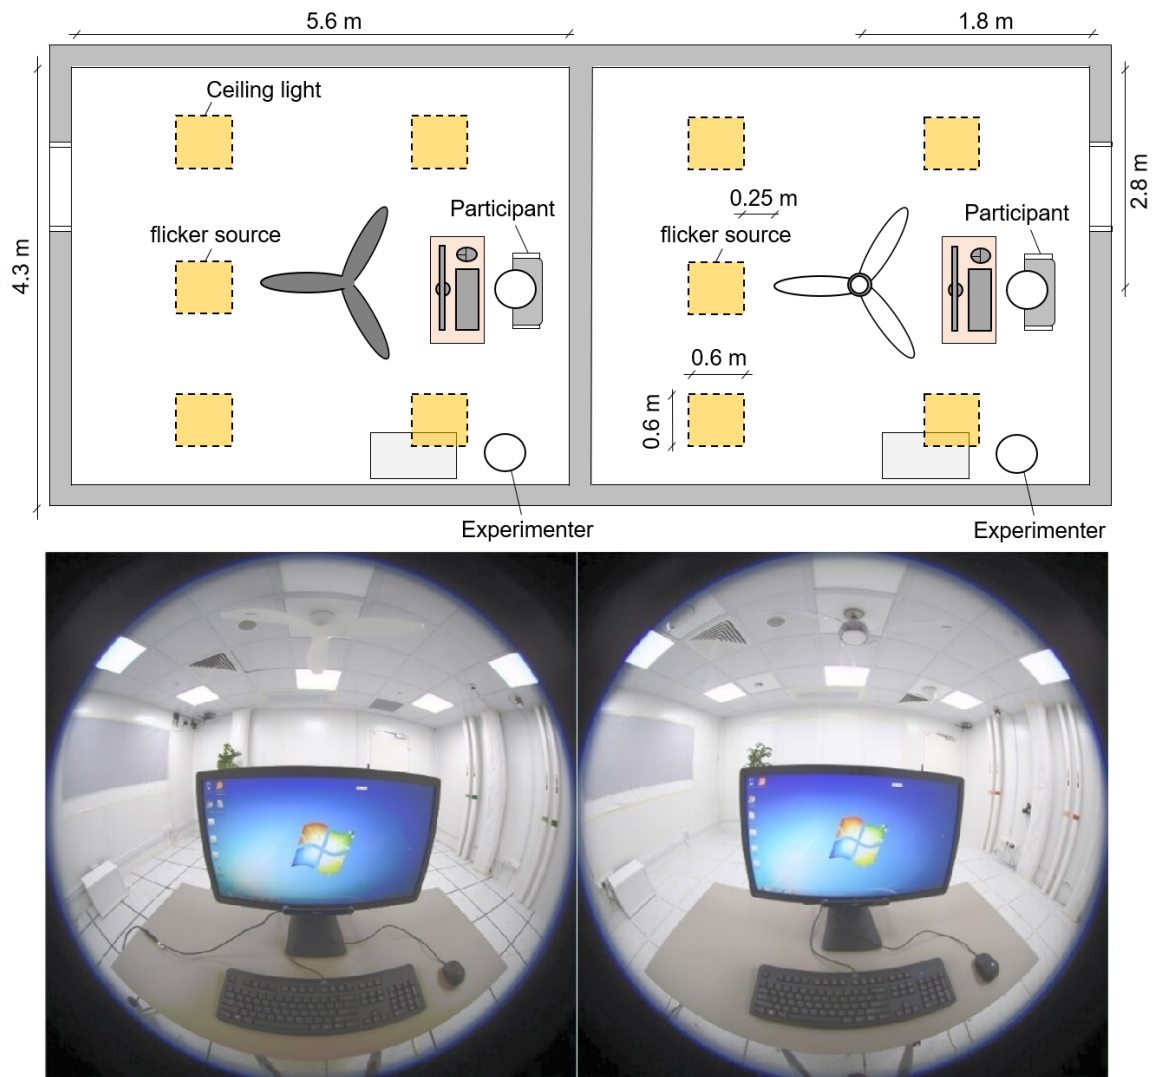 5.6 m
1.8 m
Ceiling light
0.25 m
Participant
Participant
flicker source
flicker source
2.8 m
4.3 m
0.6 m
0.6 m
Experimenter
Experimenter